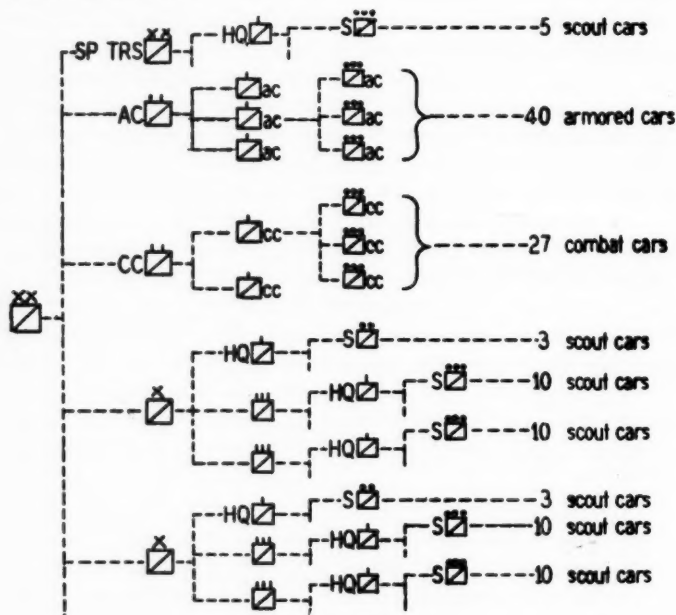 SP TRS HQ S 5 scout cars
ac ac
AC ac ac 40 armored cars
ac ac
cc
cc cc 27 combat cars
CC cc cc
HQ S 3 scout cars
HQ S 10 scout cars
HQ S 10 scout cars
HQ S 3 scout cars
HQ S 10 scout cars
HQ S 10 scout cars